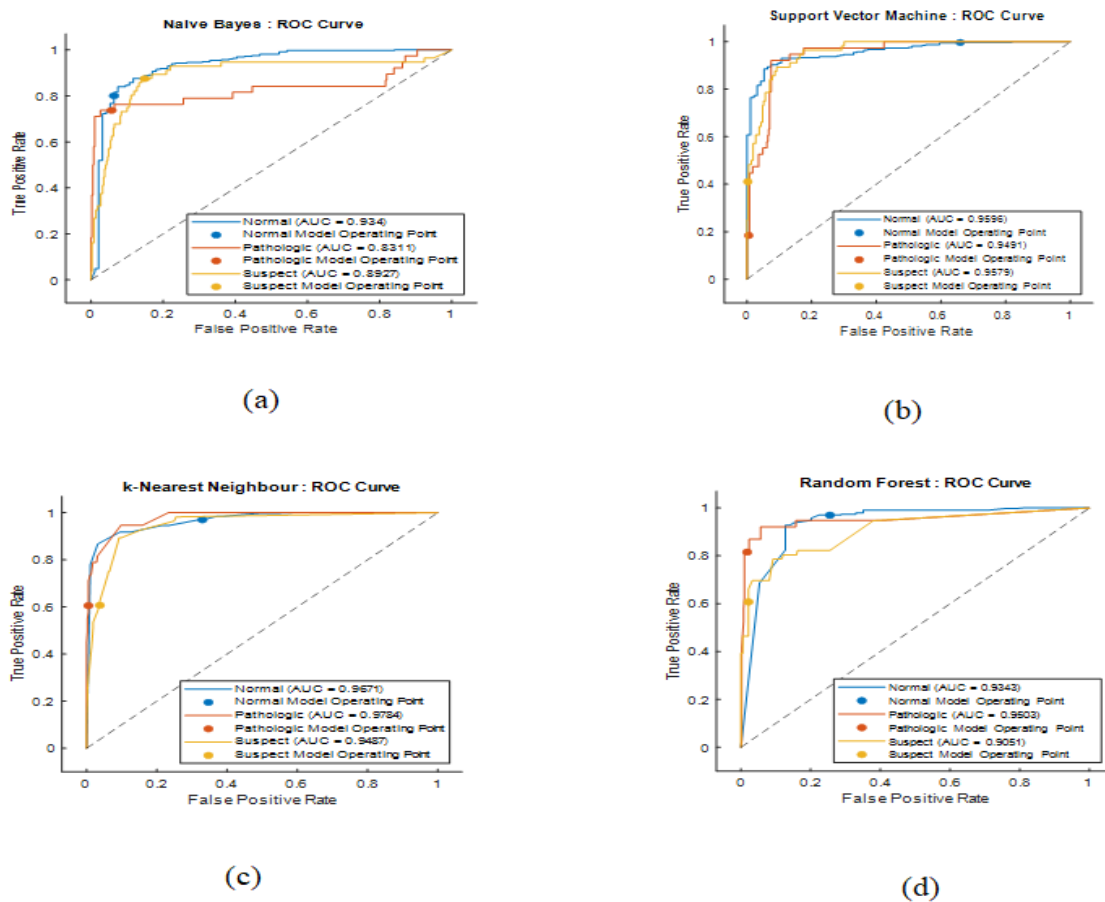 Naive Bayes : ROC Curve
1
0.8
0.6
0.4
0.2
0
True Positive Rate
Normal (AUC = 0.934)
Normal Model Operating Point
Pathologic (AUC = 0.8311)
Pathologic Model Operating Point
Suspect (AUC = 0.8927)
Suspect Model Operating Point
0 0.2 0.4 0.6 0.8 1
False Positive Rate
(a)
Support Vector Machine : ROC Curve
1
0.8
0.6
0.4
0.2
0
True Positive Rate
Normal (AUC = 0.9596)
Normal Model Operating Point
Pathologic (AUC = 0.9491)
Pathologic Model Operating Point
Suspect (AUC = 0.9579)
Suspect Model Operating Point
0 0.2 0.4 0.6 0.8 1
False Positive Rate
(b)
k-Nearest Neighbour : ROC Curve
1
0.8
0.6
0.4
0.2
0
True Positive Rate
Normal (AUC = 0.9671)
Normal Model Operating Point
Pathologic (AUC = 0.9784)
Pathologic Model Operating Point
Suspect (AUC = 0.9487)
Suspect Model Operating Point
0 0.2 0.4 0.6 0.8 1
False Positive Rate
(c)
Random Forest : ROC Curve
1
0.8
0.6
0.4
0.2
0
True Positive Rate
Normal (AUC = 0.9343)
Normal Model Operating Point
Pathologic (AUC = 0.9503)
Pathologic Model Operating Point
Suspect (AUC = 0.9051)
Suspect Model Operating Point
0 0.2 0.4 0.6 0.8 1
False Positive Rate
(d)